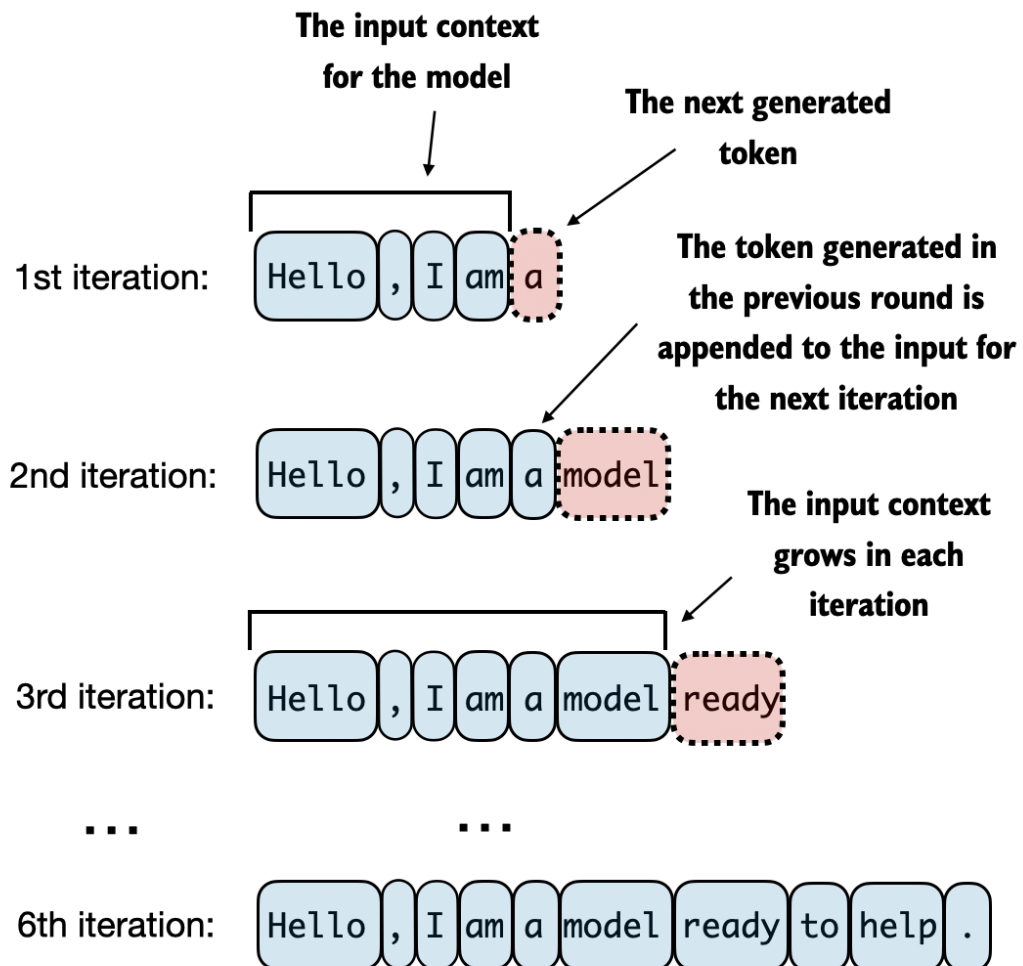 The input context
for the model
The next generated
token
1st iteration: Hello , I am a
The token generated in
the previous round is
appended to the input for
the next iteration
2nd iteration: Hello , I am a model
The input context
grows in each
iteration
3rd iteration: Hello , I am a model ready
... ...
6th iteration: Hello , I am a model ready to help .